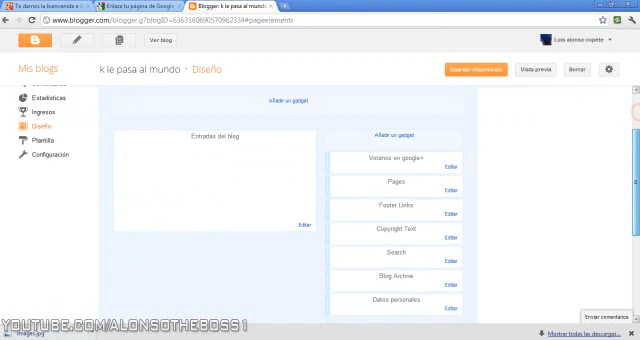 Te damos la bienvenida a G
Enlaza tu página de Google
Blogger: k le pasa al mundo
www.blogger.com/blogger.g?blogID=6363160690570962334#pageelements
Ver blog
Luis alonso copete
Mis blogs
k le pasa al mundo · Diseño
Guardar disposición
Vista previa
Borrar
Estadísticas
Ingresos
Diseño
Plantilla
Configuración
Añadir un gadget
Entradas del blog
Editar
Añadir un gadget
Votanos en google+
Editar
Pages
Editar
Footer Links
Editar
Copyright Text
Editar
Search
Editar
Blog Archive
Editar
Datos personales
Editar
Enviar comentarios
YOUTUBE.COM/ALONSOTHEBOSS1
images.jpg
Mostrar todas las descargas...